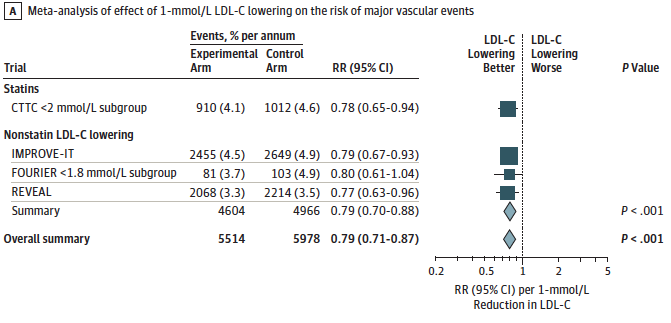 A Meta-analysis of effect of 1-mmol/L LDL-C lowering on the risk of major vascular events
Events, % per annum
Trial Experimental Arm Control Arm RR (95% CI) LDL-C Lowering Better LDL-C Lowering Worse P Value
Statins
CTTC <2 mmol/L subgroup 910 (4.1) 1012 (4.6) 0.78 (0.65-0.94)
Nonstatin LDL-C lowering
IMPROVE-IT 2455 (4.5) 2649 (4.9) 0.79 (0.67-0.93)
FOURIER <1.8 mmol/L subgroup 81 (3.7) 103 (4.9) 0.80 (0.61-1.04)
REVEAL 2068 (3.3) 2214 (3.5) 0.77 (0.63-0.96)
Summary 4604 4966 0.79 (0.70-0.88) P < .001
Overall summary 5514 5978 0.79 (0.71-0.87) P < .001
0.2 0.5 1 2 5
RR (95% CI) per 1-mmol/L
Reduction in LDL-C